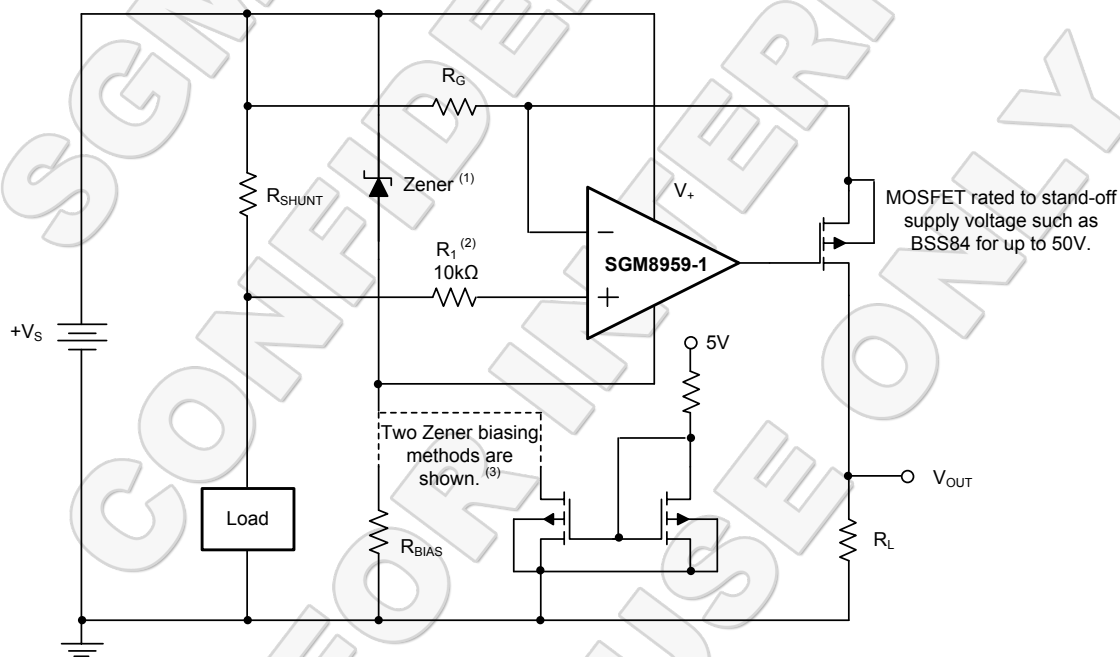 SGM
CONFIDENTIAL
FOR INTERNAL
USE ONLY
R_G
R_SHUNT
Zener (1)
V_+
MOSFET rated to stand-off
supply voltage such as
BSS84 for up to 50V.
R_1 (2)
10kΩ
SGM8959-1
−
+
+V_S
5V
Two Zener biasing
methods are
shown. (3)
V_OUT
Load
R_BIAS
R_L